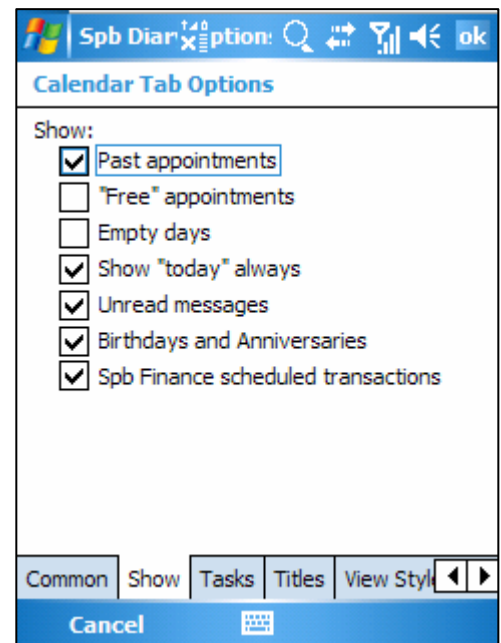 Spb Diar ption: ok
Calendar Tab Options
Show:
Past appointments
"Free" appointments
Empty days
Show "today" always
Unread messages
Birthdays and Anniversaries
Spb Finance scheduled transactions
Common Show Tasks Titles View Styl
Cancel